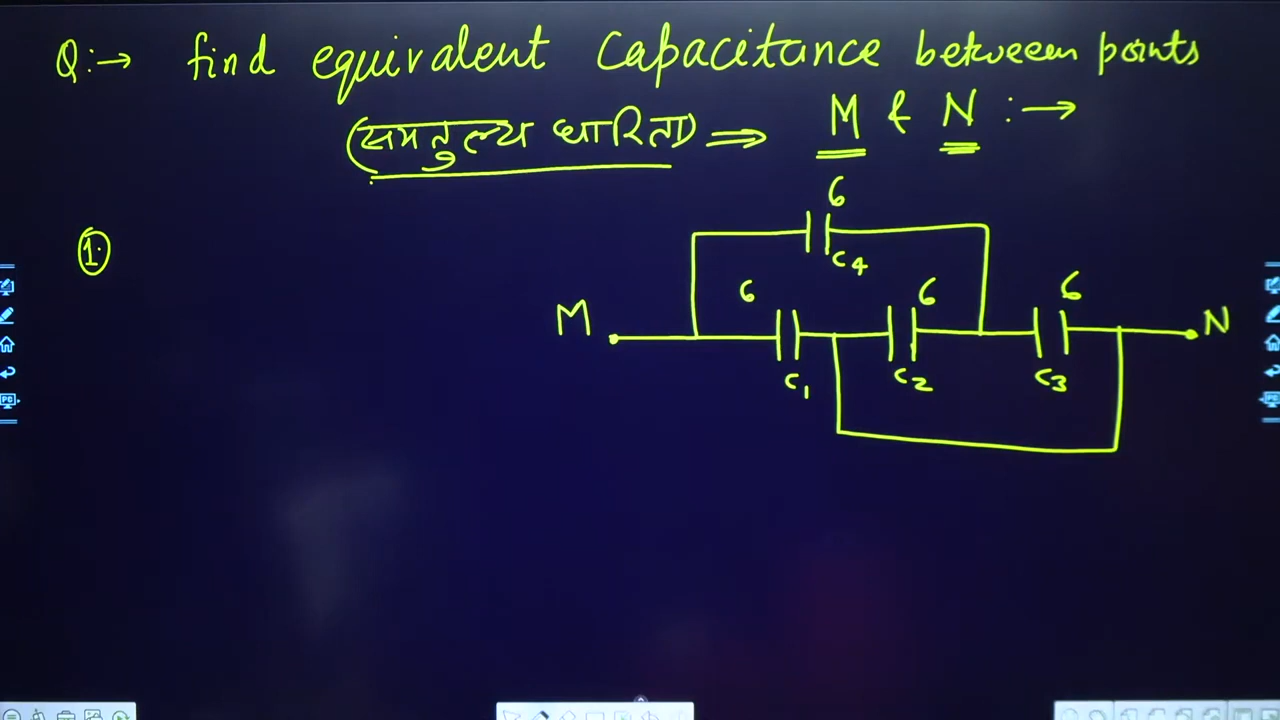 Q:→ find equivalent capacitance between points
(समतुल्य धारिता) ⇒ M & N :→
1.
6
C4
6 6 6
M N
C1 C2 C3